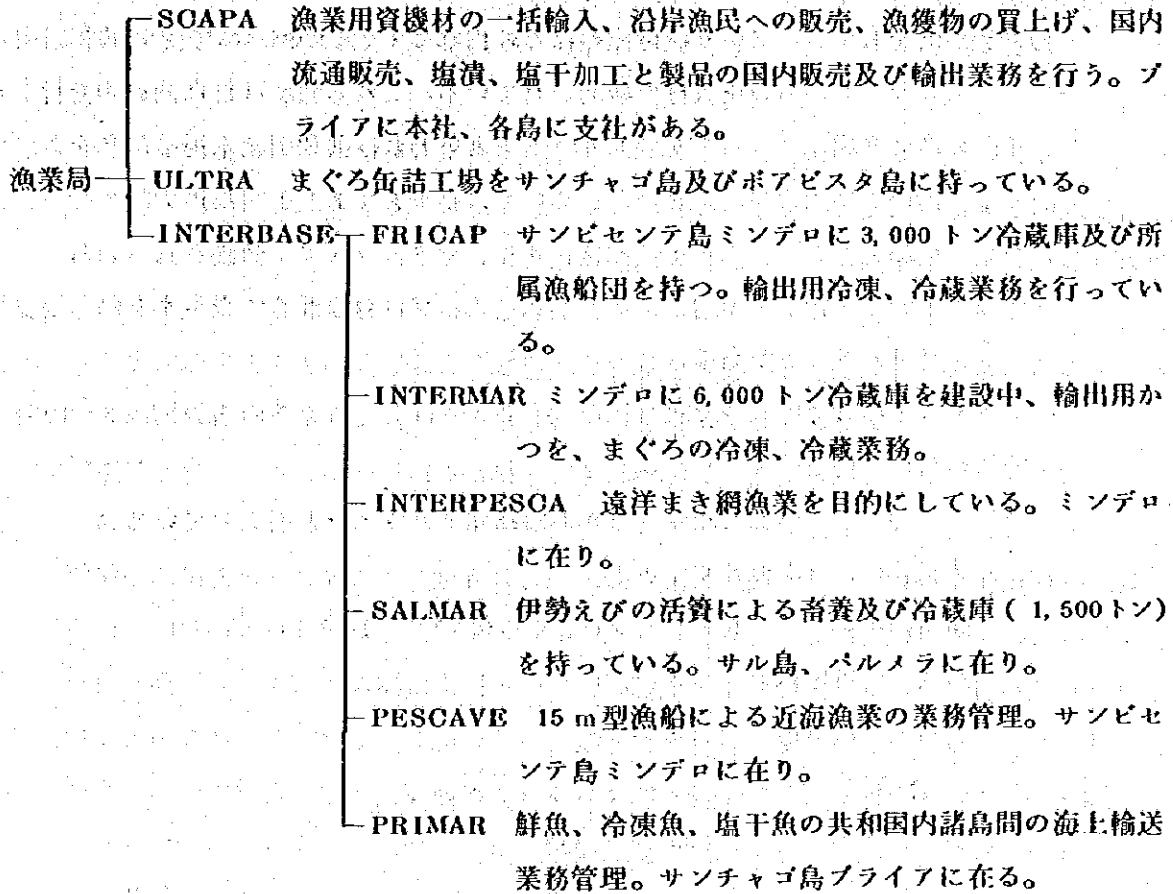 SCAPA 漁業用資機材の一括輸入、沿岸漁民への販売、漁獲物の買上げ、国内
流通販売、塩漬、塩干加工と製品の国内販売及び輸出業務を行う。プ
ライアに本社、各島に支社がある。
漁業局 ULTRA まぐろ缶詰工場をサンチャゴ島及びボアビスタ島に持っている。
INTERBASE FRICAP サンビセンテ島ミンデロに3,000トン冷蔵庫及び所
属漁船団を持つ。輸出用冷凍、冷蔵業務を行ってい
る。
INTERMAR ミンデロに6,000トン冷蔵庫を建設中、輸出用か
つを、まぐろの冷凍、冷蔵業務。
INTERPESCA 遠洋まき網漁業を目的にしている。ミンデロ
に在り。
SALMAR 伊勢えびの活簀による畜養及び冷蔵庫(1,500トン)
を持っている。サル島、パルメラに在り。
PESCAVE 15m型漁船による近海漁業の業務管理。サンビセ
ンテ島ミンデロに在り。
PRIMAR 鮮魚、冷凍魚、塩干魚の共和国内諸島間の海上輸送
業務管理。サンチャゴ島プライアに在る。